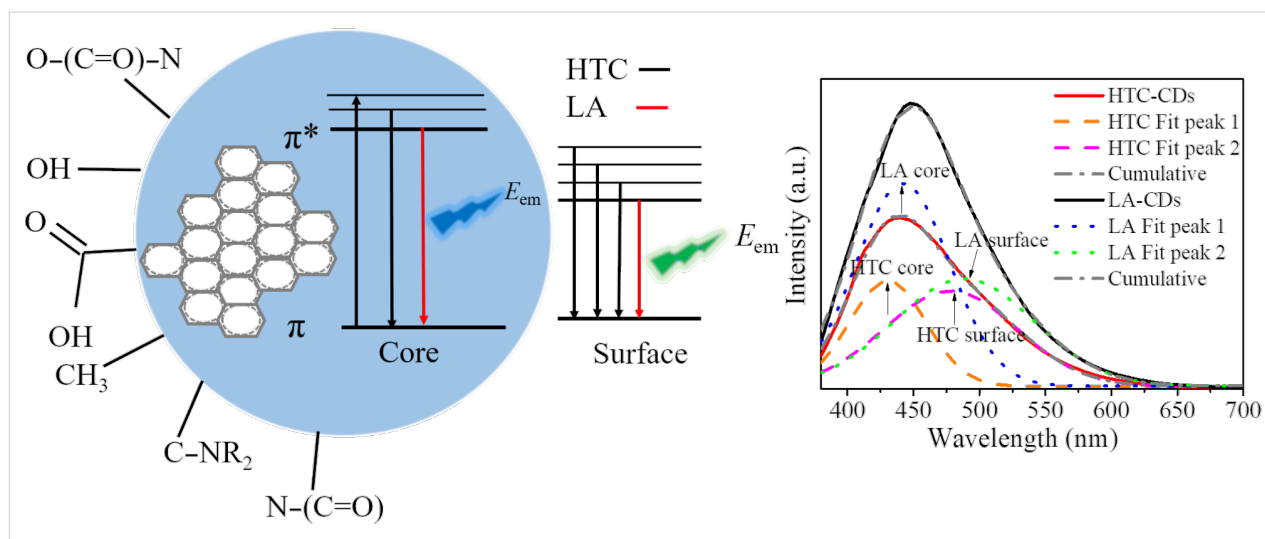 O–(C=O)–N
OH
O
OH
CH3
C–NR2
N–(C=O)
π*
π
Eem
Core
HTC
LA
Eem
Surface
Intensity (a.u.)
HTC-CDs
HTC Fit peak 1
HTC Fit peak 2
Cumulative
LA-CDs
LA Fit peak 1
LA Fit peak 2
Cumulative
LA core
LA surface
HTC core
HTC surface
400 450 500 550 600 650 700
Wavelength (nm)